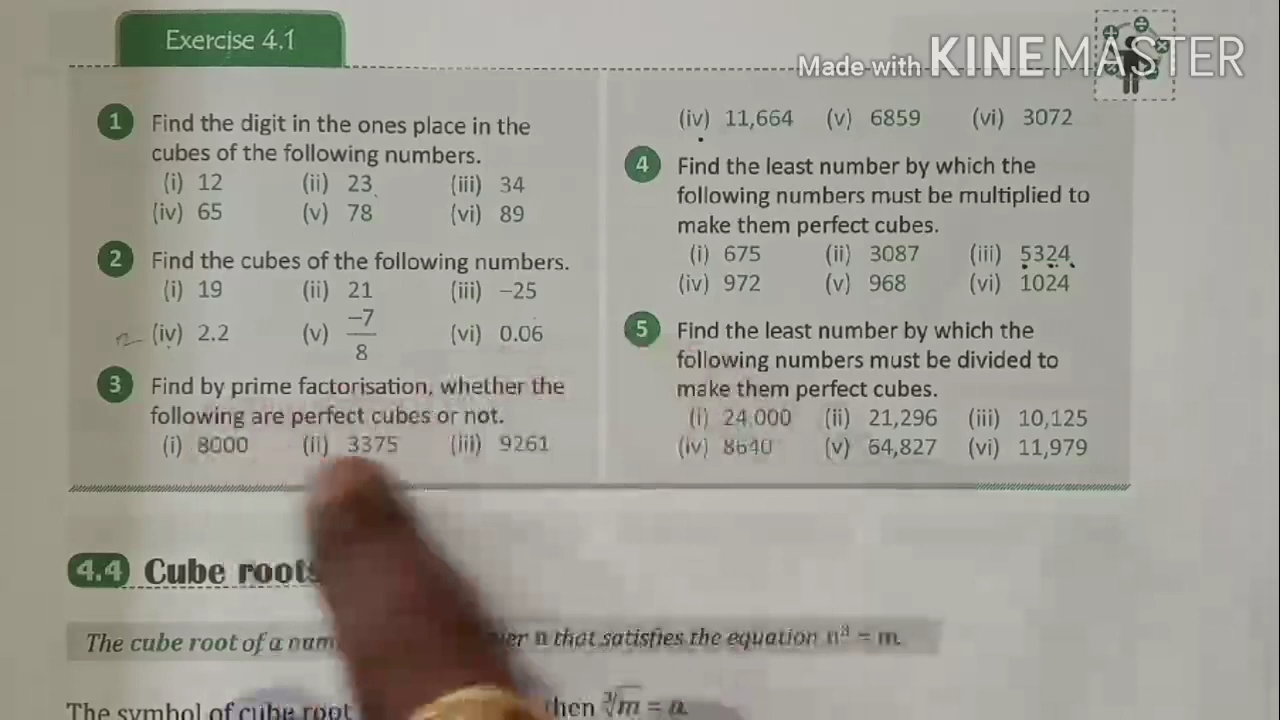 Exercise 4.1
Made with KINEMASTER
1 Find the digit in the ones place in the
cubes of the following numbers.
(i) 12 (ii) 23 (iii) 34
(iv) 65 (v) 78 (vi) 89
2 Find the cubes of the following numbers.
(i) 19 (ii) 21 (iii) −25
(iv) 2.2 (v) −7/8 (vi) 0.06
3 Find by prime factorisation, whether the
following are perfect cubes or not.
(i) 8000 (ii) 3375 (iii) 9261
(iv) 11,664 (v) 6859 (vi) 3072
4 Find the least number by which the
following numbers must be multiplied to
make them perfect cubes.
(i) 675 (ii) 3087 (iii) 5324
(iv) 972 (v) 968 (vi) 1024
5 Find the least number by which the
following numbers must be divided to
make them perfect cubes.
(i) 24,000 (ii) 21,296 (iii) 10,125
(iv) 8640 (v) 64,827 (vi) 11,979
4.4 Cube roots
The cube root of a n that satisfies the equation n³ = m.
The symbol of cube root ∛m = a.